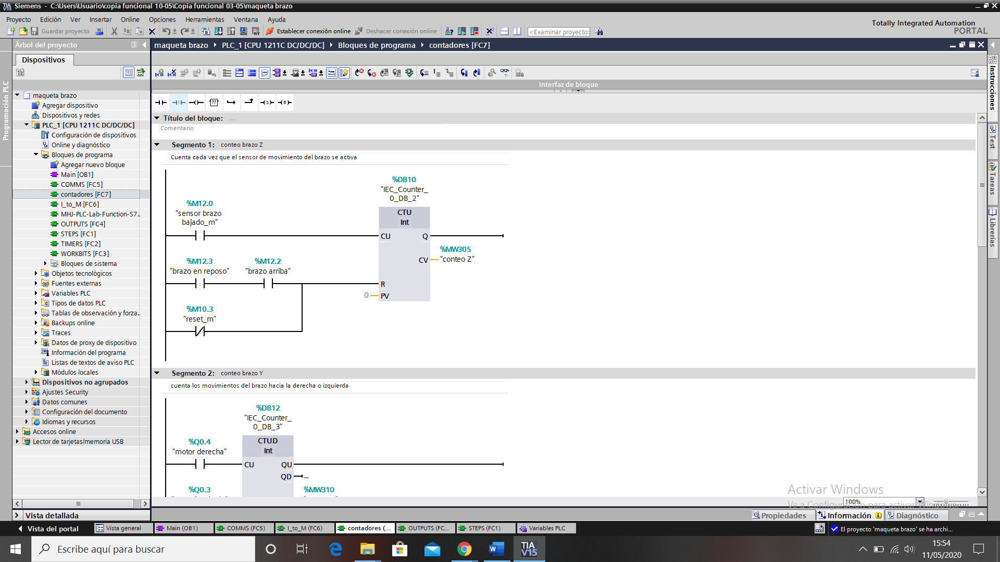 Siemens - C:\Users\Usuario\copia funcional 10-05\Copia funcional 03-05\maqueta brazo
Proyecto Edición Ver Insertar Online Opciones Herramientas Ventana Ayuda
Totally Integrated Automation
PORTAL
Guardar proyecto
Establecer conexión online
Deshacer conexión online
<Examinar proyecto>
Árbol del proyecto
maqueta brazo PLC_1 [CPU 1211C DC/DC/DC] Bloques de programa contadores [FC7]
Dispositivos
Programación PLC
Interfaz de bloque
maqueta brazo
Agregar dispositivo
Dispositivos y redes
PLC_1 [CPU 1211C DC/DC/DC]
Configuración de dispositivos
Online y diagnóstico
Bloques de programa
Agregar nuevo bloque
Main [OB1]
COMMS [FC5]
contadores [FC7]
I_to_M [FC6]
MHJ-PLC-Lab-Function-S7..
OUTPUTS [FC4]
STEPS [FC1]
TIMERS [FC2]
WORKBITS [FC3]
Bloques de sistema
Objetos tecnológicos
Fuentes externas
Variables PLC
Tipos de datos PLC
Tablas de observación y forza..
Backups online
Traces
Datos de proxy de dispositivo
Información del programa
Listas de textos de aviso PLC
Módulos locales
Dispositivos no agrupados
Ajustes Security
Datos comunes
Configuración del documento
Idiomas y recursos
Accesos online
Lector de tarjetas/memoria USB
Vista detallada
Título del bloque: .....
Comentario
Segmento 1: conteo brazo Z
Cuenta cada vez que el sensor de movimiento del brazo se activa
%DB10
"IEC_Counter_
0_DB_2"
CTU
Int
%M12.0
"sensor brazo
bajado_m"
CU Q
%MW305
CV "conteo Z"
%M12.3
"brazo en reposo"
%M12.2
"brazo arriba"
R
0 PV
%M10.3
"reset_m"
Segmento 2: conteo brazo Y
cuenta los movimientos del brazo hacia la derecha o izquierda
%DB12
"IEC_Counter_
0_DB_3"
CTUD
Int
%Q0.4
"motor derecha"
CU QU
QD ...
%Q0.3
%MW310
Instrucciones
Test
Tareas
Librerías
Activar Windows
Ve a Configuración para activar Windows.
100%
Propiedades
Información
Diagnóstico
Vista del portal
Vista general
Main (OB1)
COMMS (FC5)
I_to_M (FC6)
contadores (...
OUTPUTS (FC...
STEPS (FC1)
Variables PLC
El proyecto 'maqueta brazo' se ha archi...
Escribe aquí para buscar
TIA
V15
15:54
11/05/2020